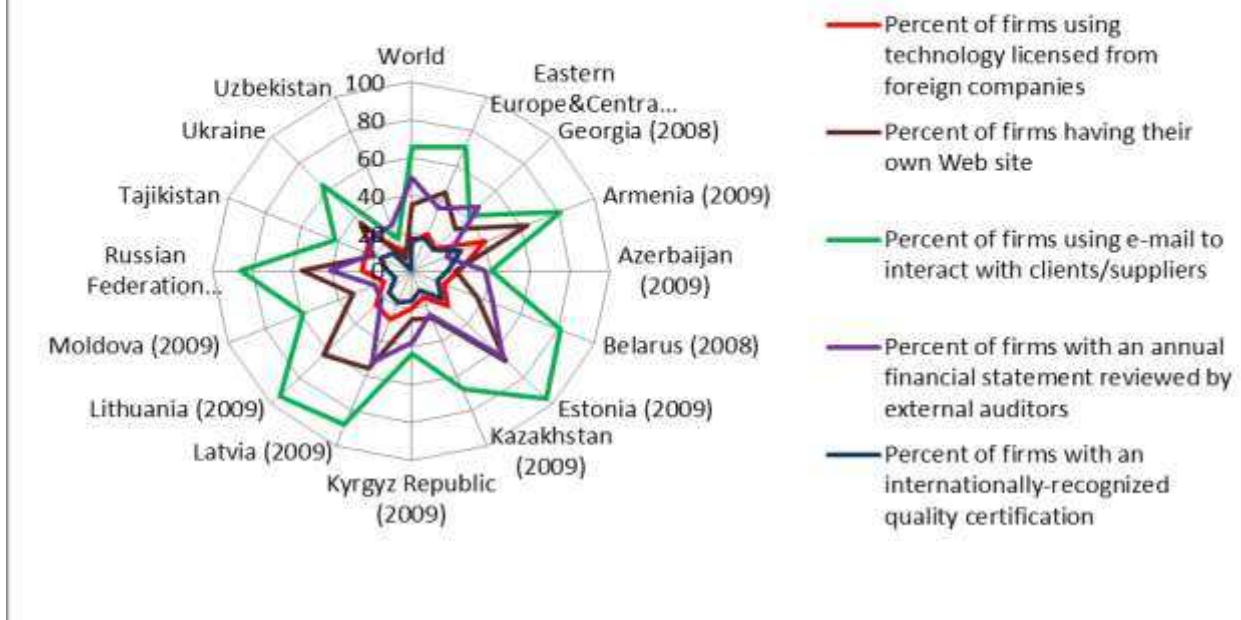 World
Eastern
Europe&Centra...
Georgia (2008)
Armenia (2009)
Azerbaijan
(2009)
Belarus (2008)
Estonia (2009)
Kazakhstan
(2009)
Kyrgyz Republic
(2009)
Latvia (2009)
Lithuania (2009)
Moldova (2009)
Russian
Federation...
Tajikistan
Ukraine
Uzbekistan
100
80
60
40
20
0
Percent of firms using
technology licensed from
foreign companies
Percent of firms having their
own Web site
Percent of firms using e-mail to
interact with clients/suppliers
Percent of firms with an annual
financial statement reviewed by
external auditors
Percent of firms with an
internationally-recognized
quality certification